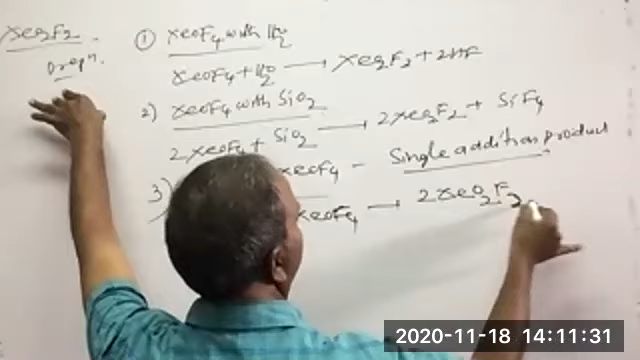 XeO₂F₂.
Prepⁿ.
① XeOF₄ with H₂O
XeOF₄ + H₂O → XeO₂F₂ + 2HF
2) XeOF₄ with SiO₂
2XeOF₄ + SiO₂ → 2XeO₂F₂ + SiF₄
3) XeOF₄ - Single addition product
XeOF₄ → 2XeO₂F₂
2020-11-18 14:11:31